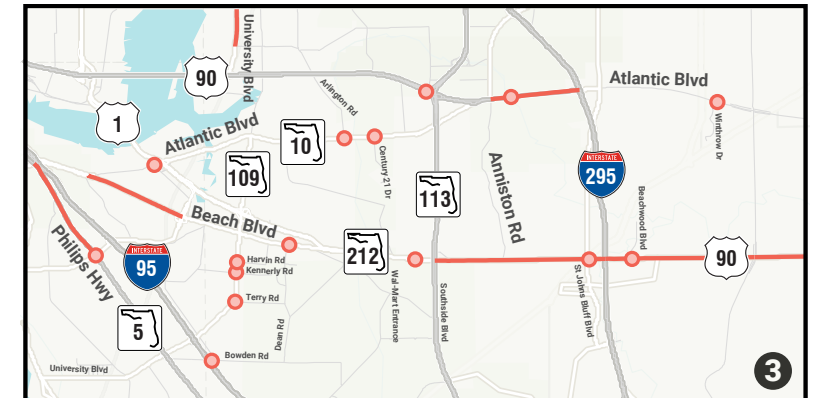 University Blvd
90
Atlantic Blvd
Arlington Rd
1
Atlantic Blvd
10
Winthrow Dr
Century 21 Dr
109
Anniston Rd
INTERSTATE
295
113
Beachwood Blvd
Beach Blvd
Philips Hwy
INTERSTATE
95
Harvin Rd
Kennerly Rd
212
90
Terry Rd
Wal-Mart Entrance
Southside Blvd
St Johns Bluff Blvd
5
Dean Rd
Bowden Rd
University Blvd
3